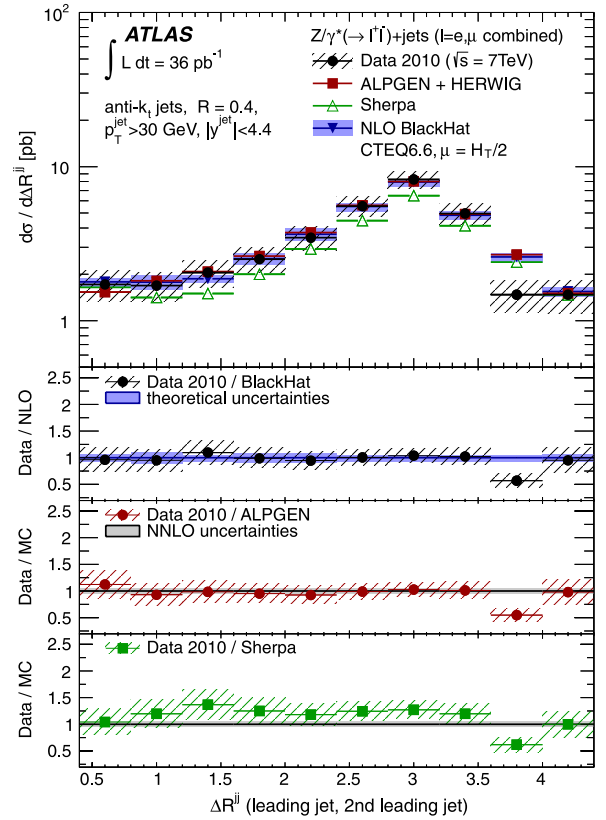 ATLAS
∫ L dt = 36 pb⁻¹
anti-kₜ jets, R = 0.4,
p_T^jet>30 GeV, |y^jet|<4.4
Z/γ*(→ l⁺l⁻)+jets (l=e,μ combined)
Data 2010 (√s = 7TeV)
ALPGEN + HERWIG
Sherpa
NLO BlackHat
CTEQ6.6, μ = H_T/2
dσ / dΔR^jj [pb]
10²
10
1
Data 2010 / BlackHat
theoretical uncertainties
Data / NLO
2.5
2
1.5
1
0.5
Data 2010 / ALPGEN
NNLO uncertainties
Data / MC
2.5
2
1.5
1
0.5
Data 2010 / Sherpa
Data / MC
2.5
2
1.5
1
0.5
0.5 1 1.5 2 2.5 3 3.5 4
ΔR^jj (leading jet, 2nd leading jet)